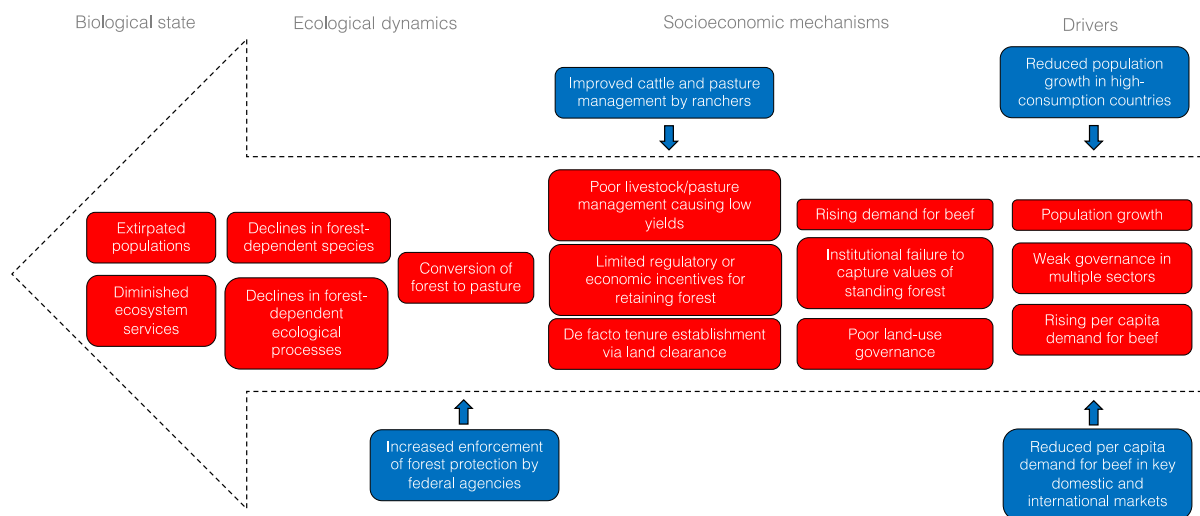 Biological state
Ecological dynamics
Socioeconomic mechanisms
Drivers
Improved cattle and pasture
management by ranchers
Reduced population
growth in high-
consumption countries
Extirpated
populations
Diminished
ecosystem
services
Declines in forest-
dependent species
Declines in forest-
dependent
ecological
processes
Conversion of
forest to pasture
Poor livestock/pasture
management causing low
yields
Limited regulatory or
economic incentives for
retaining forest
De facto tenure establishment
via land clearance
Rising demand for beef
Institutional failure to
capture values of
standing forest
Poor land-use
governance
Population growth
Weak governance in
multiple sectors
Rising per capita
demand for beef
Increased enforcement
of forest protection by
federal agencies
Reduced per capita
demand for beef in key
domestic and
international markets